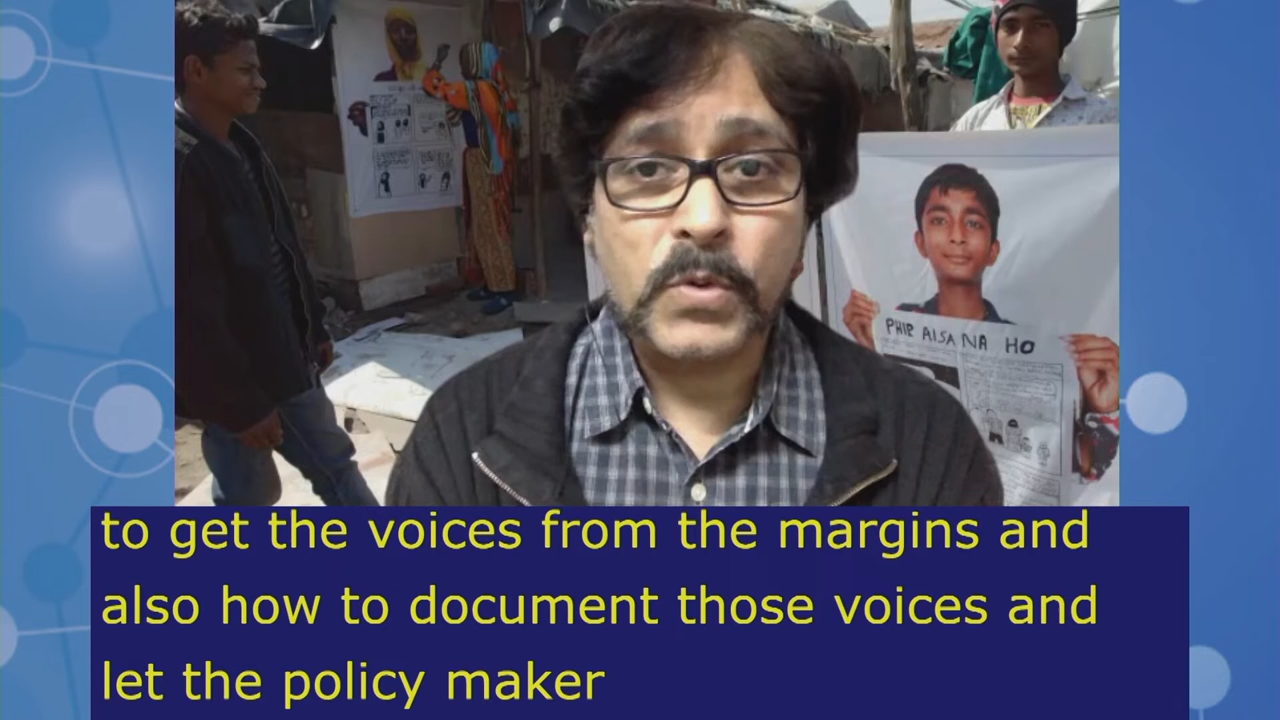 PHIR AISA NA HO
to get the voices from the margins and
also how to document those voices and
let the policy maker